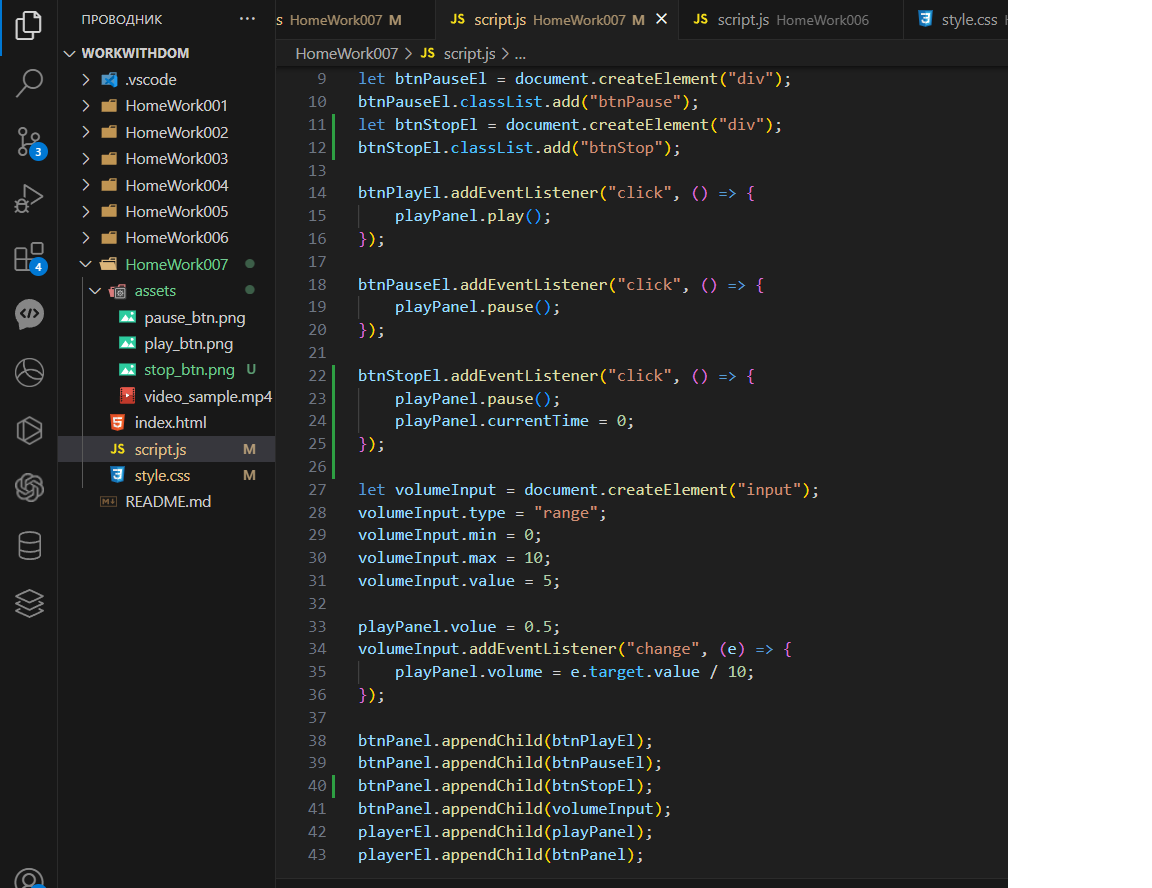 ПРОВОДНИК ...
WORKWITHDOM
.vscode
HomeWork001
HomeWork002
HomeWork003
HomeWork004
HomeWork005
HomeWork006
HomeWork007
assets
pause_btn.png
play_btn.png
stop_btn.png U
video_sample.mp4
index.html
JS script.js M
style.css M
README.md
3
4
s HomeWork007 M
JS script.js HomeWork007 M
JS script.js HomeWork006
style.css
HomeWork007 > JS script.js > ...
9 let btnPauseEl = document.createElement("div");
10 btnPauseEl.classList.add("btnPause");
11 let btnStopEl = document.createElement("div");
12 btnStopEl.classList.add("btnStop");
13
14 btnPlayEl.addEventListener("click", () => {
15 playPanel.play();
16 });
17
18 btnPauseEl.addEventListener("click", () => {
19 playPanel.pause();
20 });
21
22 btnStopEl.addEventListener("click", () => {
23 playPanel.pause();
24 playPanel.currentTime = 0;
25 });
26
27 let volumeInput = document.createElement("input");
28 volumeInput.type = "range";
29 volumeInput.min = 0;
30 volumeInput.max = 10;
31 volumeInput.value = 5;
32
33 playPanel.volue = 0.5;
34 volumeInput.addEventListener("change", (e) => {
35 playPanel.volume = e.target.value / 10;
36 });
37
38 btnPanel.appendChild(btnPlayEl);
39 btnPanel.appendChild(btnPauseEl);
40 btnPanel.appendChild(btnStopEl);
41 btnPanel.appendChild(volumeInput);
42 playerEl.appendChild(playPanel);
43 playerEl.appendChild(btnPanel);